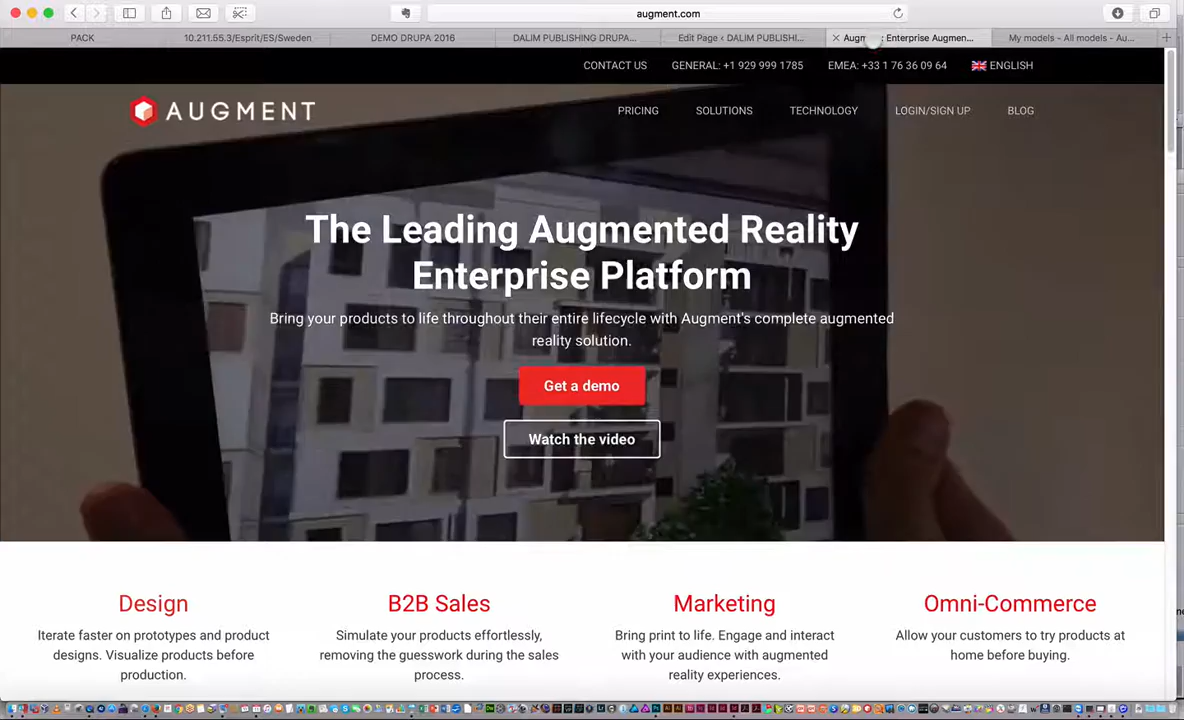 augment.com
PACK
10.211.55.3/Esprit/ES/Sweden
DEMO DRUPA 2016
DALIM PUBLISHING DRUPA...
Edit Page ‹ DALIM PUBLISHI...
Augm : Enterprise Augmen...
My models - All models - Au...
CONTACT US
GENERAL: +1 929 999 1785
EMEA: +33 1 76 36 09 64
ENGLISH
AUGMENT
PRICING
SOLUTIONS
TECHNOLOGY
LOGIN/SIGN UP
BLOG
The Leading Augmented Reality
Enterprise Platform
Bring your products to life throughout their entire lifecycle with Augment's complete augmented
reality solution.
Get a demo
Watch the video
Design
Iterate faster on prototypes and product
designs. Visualize products before
production.
B2B Sales
Simulate your products effortlessly,
removing the guesswork during the sales
process.
Marketing
Bring print to life. Engage and interact
with your audience with augmented
reality experiences.
Omni-Commerce
Allow your customers to try products at
home before buying.